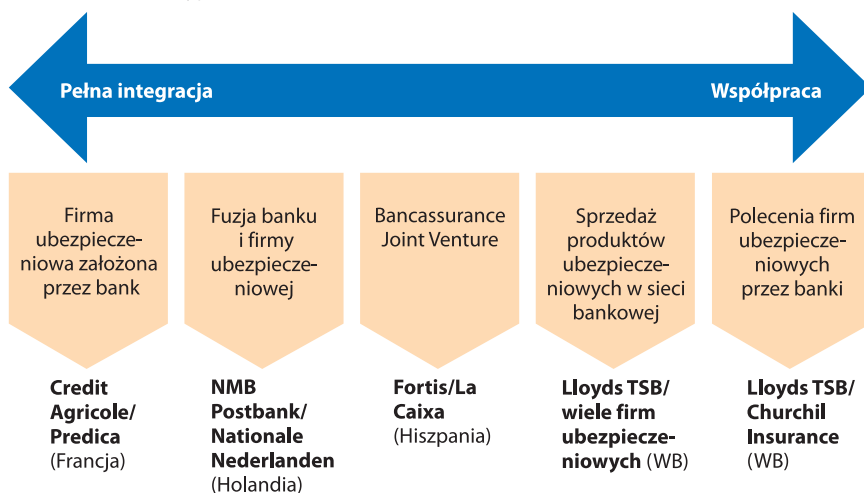 Pełna integracja
Współpraca
Firma
ubezpiecze-
niowa założona
przez bank
Fuzja banku
i firmy
ubezpiecze-
niowej
Bancassurance
Joint Venture
Sprzedaż
produktów
ubezpiecze-
niowych w sieci
bankowej
Polecenia firm
ubezpiecze-
niowych
przez banki
Credit
Agricole/
Predica
(Francja)
NMB
Postbank/
Nationale
Nederlanden
(Holandia)
Fortis/La
Caixa
(Hiszpania)
Lloyds TSB/
wiele firm
ubezpiecze-
niowych (WB)
Lloyds TSB/
Churchil
Insurance
(WB)